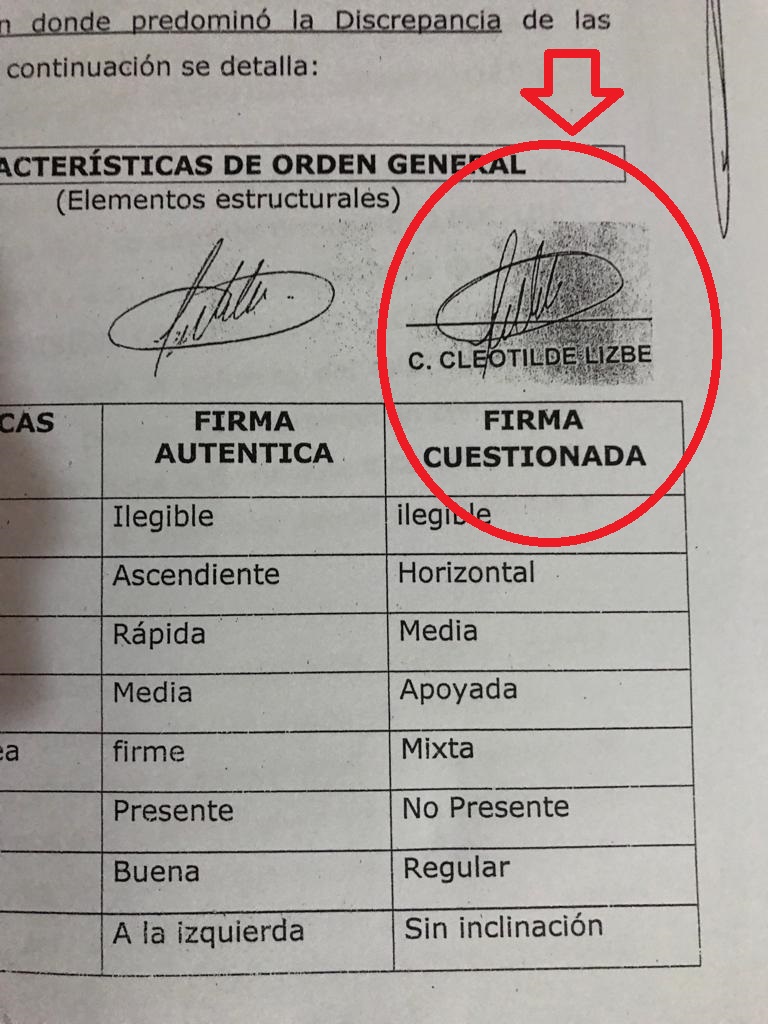 n donde predominó la Discrepancia de las
continuación se detalla:
ACTERÍSTICAS DE ORDEN GENERAL
(Elementos estructurales)
C. CLEOTILDE LIZBE
CAS FIRMA AUTENTICA FIRMA CUESTIONADA
Ilegible ilegible
Ascendiente Horizontal
Rápida Media
Media Apoyada
ea firme Mixta
Presente No Presente
Buena Regular
A la izquierda Sin inclinación